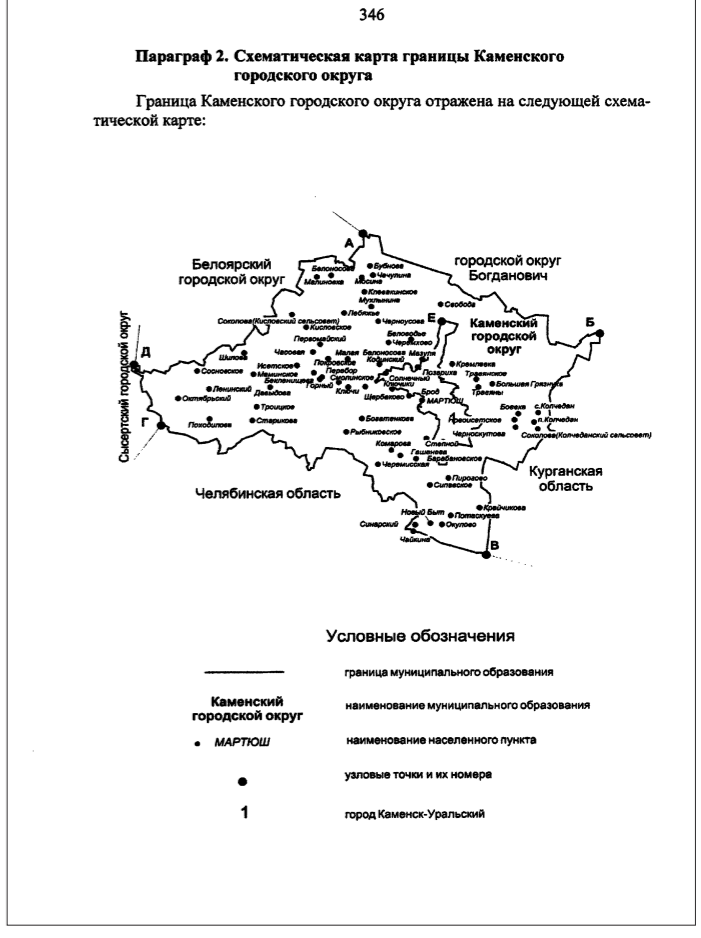 346
Параграф 2. Схематическая карта границы Каменского
городского округа
Граница Каменского городского округа отражена на следующей схема-
тической карте:
А
Белоярский
городской округ
городской округ
Богданович
Белоносова
Бубнова
Малиновка
Мосина
Чечулина
Клевакинское
Мухлынина
Свобода
Лебяжье
Соколова(Кисловский сельсовет)
Черноусова
Е
Каменский
городской
округ
Б
Кисловское
Беловодье
Первомайский
Черемхово
Сысертский городской округ
Д
Шилова
Часовая
Малая
Белоносова
Мазуля
Исетское
Покровское
Кодинский
Кремлевка
Сосновское
Маминское
Перебор
Солнечный
Позариха
Травянское
Бекленищева
Смолинское
Большая Грязнуха
Ленинский
Давыдова
Горный
Ключи
Ключики
Травяны
Октябрьский
Щербаково
Брод
МАРТЮШ
Боевка
с.Колчедан
Троицкое
п.Колчедан
Г
Походилова
Старикова
Богатенкова
Новоисетское
Рыбниковское
Степной
Черноскутова
Соколова(Колчеданский сельсовет)
Комарова
Гашенева
Черемисская
Барабановское
Челябинская область
Курганская
область
Пирогово
Сипавское
Новый Быт
Крайчикова
Потаскуева
Синарский
Окулово
Чайкина
В
Условные обозначения
граница муниципального образования
Каменский
городской округ
наименование муниципального образования
МАРТЮШ
наименование населенного пункта
узловые точки и их номера
1
город Каменск-Уральский